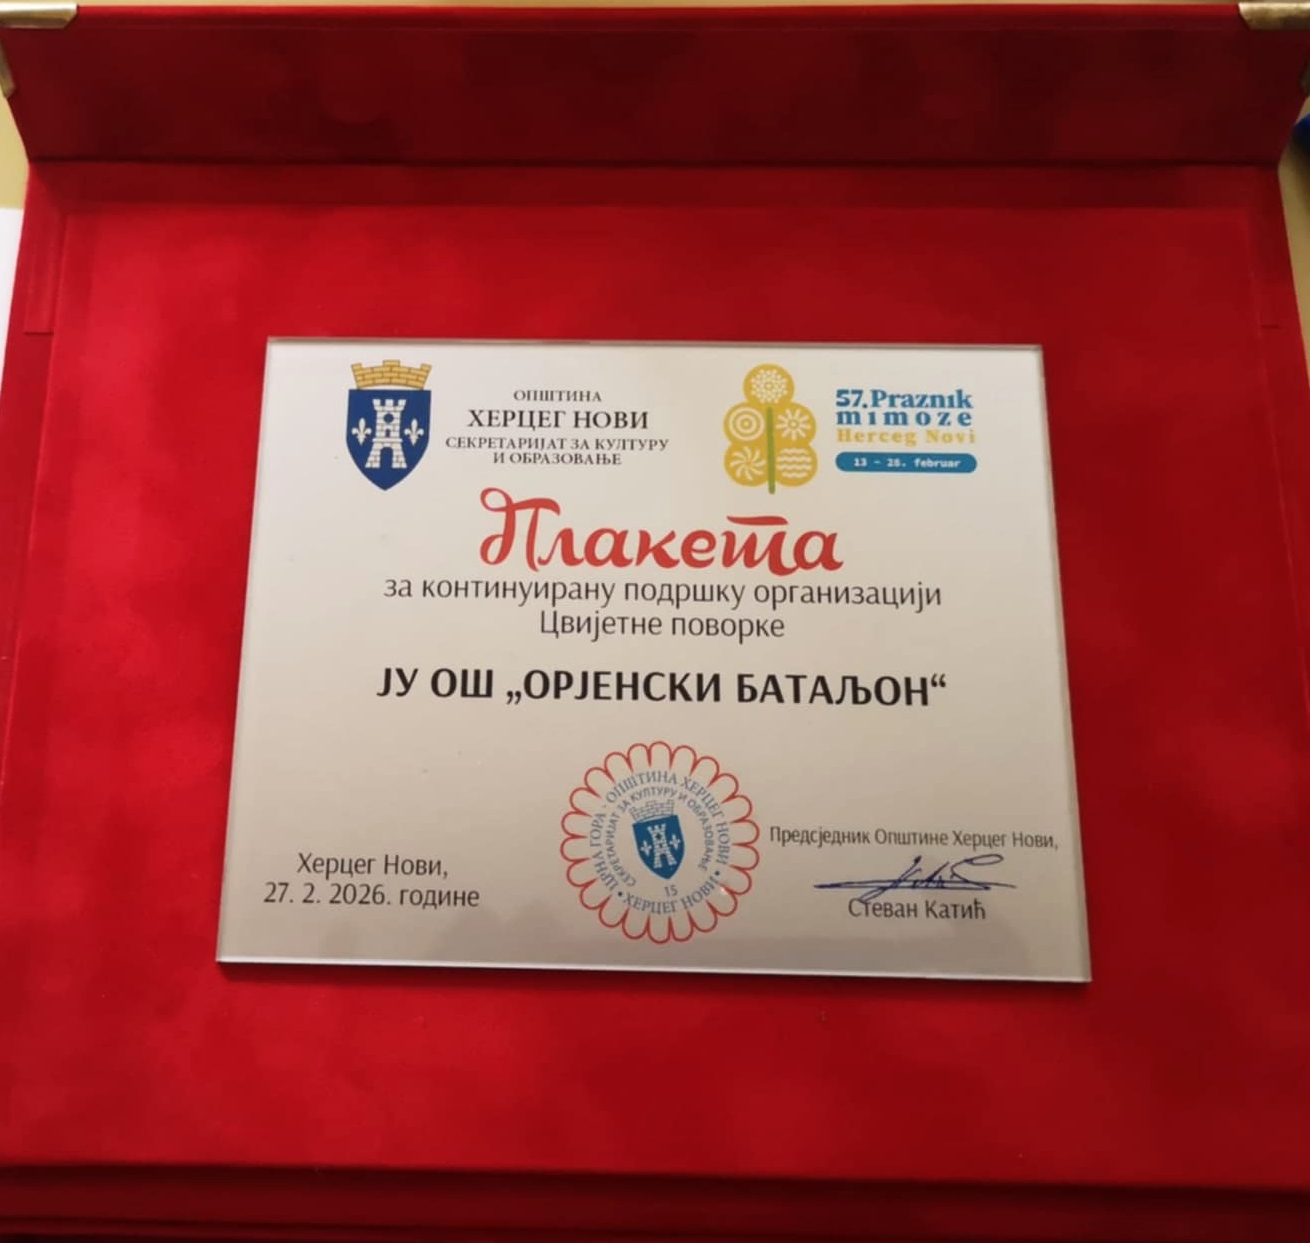 ОПШТИНА
ХЕРЦЕГ НОВИ
СЕКРЕТАРИЈАТ ЗА КУЛТУРУ
И ОБРАЗОВАЊЕ
57. Praznik
mimoze
Herceg Novi
13 - 28. februar
Плакета
за континуирану подршку организацији
Цвијетне поворке
ЈУ ОШ „ОРЈЕНСКИ БАТАЉОН“
ЦРНА ГОРА - ОПШТИНА ХЕРЦЕГ НОВИ • ХЕРЦЕГ НОВИ •
СЕКРЕТАРИЈАТ ЗА КУЛТУРУ И ОБРАЗОВАЊЕ
15
Херцег Нови,
27. 2. 2026. године
Предсједник Општине Херцег Нови,
Стеван Катић